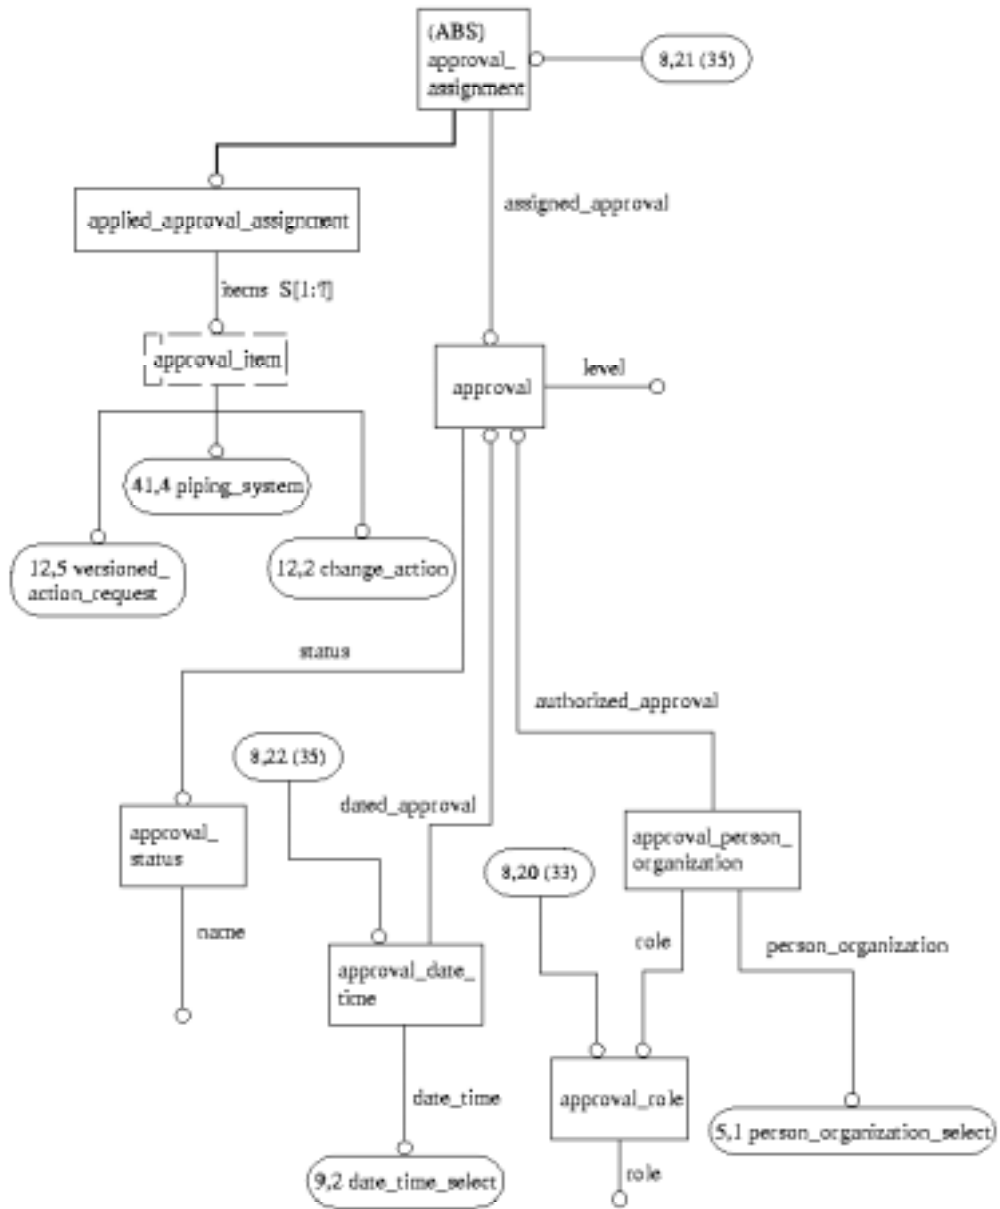 (ABS)
approval_
assignment
8,21 (35)
applied_approval_assignment
assigned_approval
items S[1:?]
approval_item
approval
level
41,4 piping_system
12,5 versioned_
action_request
12,2 change_action
status
authorized_approval
8,22 (35)
dated_approval
approval_
status
approval_person_
organization
8,20 (33)
name
role
person_organization
approval_date_
time
date_time
approval_role
5,1 person_organization_select
9,2 date_time_select
role